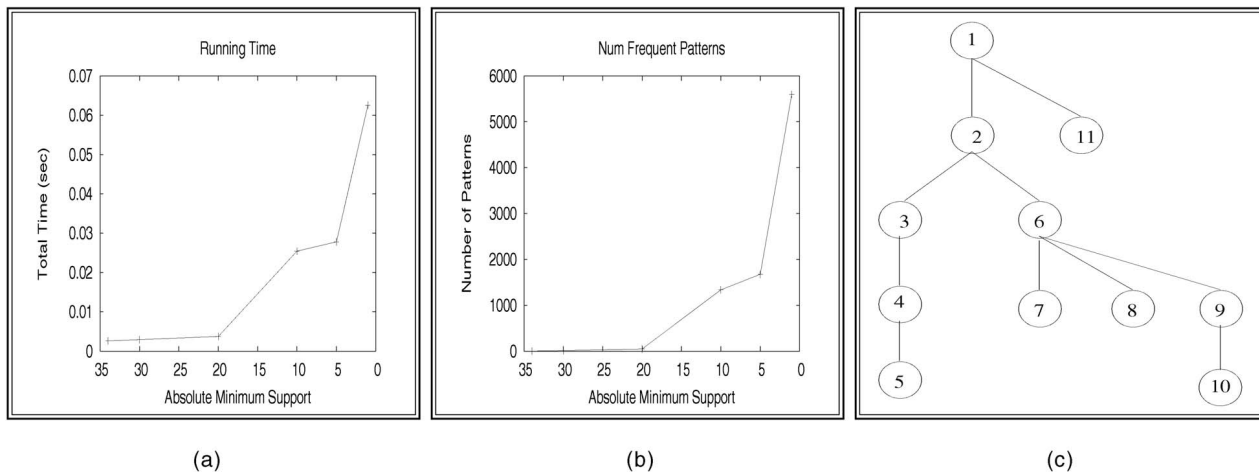 Running Time
0.07
0.06
0.05
0.04
0.03
0.02
0.01
0
35 30 25 20 15 10 5 0
Total Time (sec)
Absolute Minimum Support
(a)
Num Frequent Patterns
6000
5000
4000
3000
2000
1000
0
35 30 25 20 15 10 5 0
Number of Patterns
Absolute Minimum Support
(b)
1
2 11
3 6
4 7 8 9
5 10
(c)